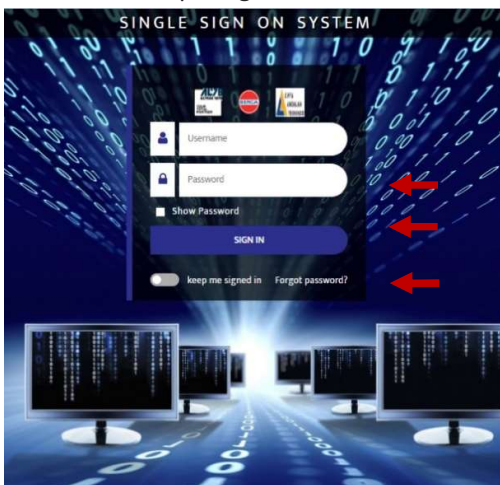 SINGLE SIGN ON SYSTEM
Username
Password
Show Password
SIGN IN
keep me signed in Forgot password?